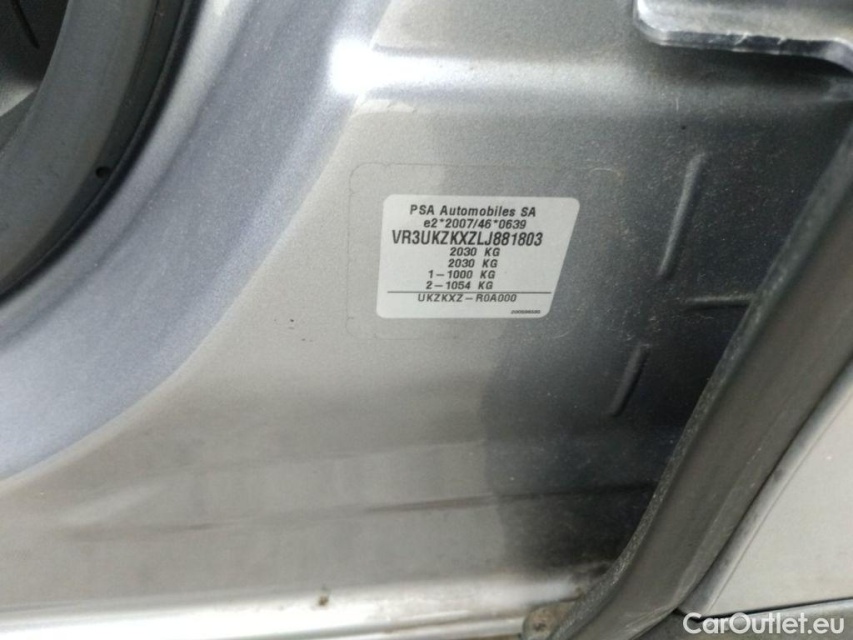 PSA Automobiles SA
e2*2007/46*0639
VR3UKZKXZLJ881803
2030 KG
2030 KG
1-1000 KG
2-1054 KG
UKZKXZ-R0A000
CarOutlet.eu